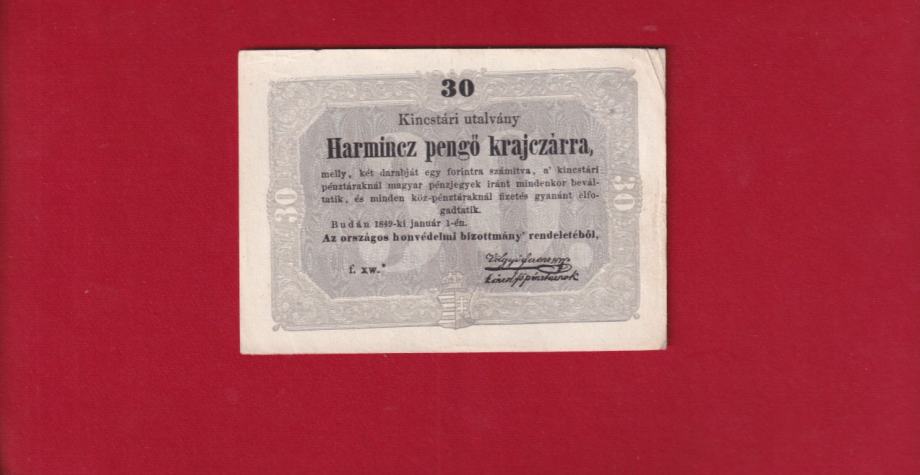 30
Kincstári utalvány
Harmincz pengő krajczárra,
melly, két darabját egy forintra számítva, a' kincstári
pénztáraknál magyar pénzjegyek iránt mindenkor bevál-
tatik, és minden köz-pénztáraknál fizetés gyanánt elfo-
gadtatik.
Budán 1849-ki január 1-én.
Az országos honvédelmi bizottmány' rendeletéből,
f. xw.*
30
30
30.